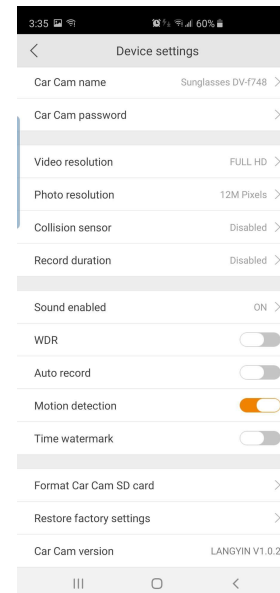 3:35 60%
Device settings
Car Cam name Sunglasses DV-f748
Car Cam password
Video resolution FULL HD
Photo resolution 12M Pixels
Collision sensor Disabled
Record duration Disabled
Sound enabled ON
WDR
Auto record
Motion detection
Time watermark
Format Car Cam SD card
Restore factory settings
Car Cam version LANGYIN V1.0.2